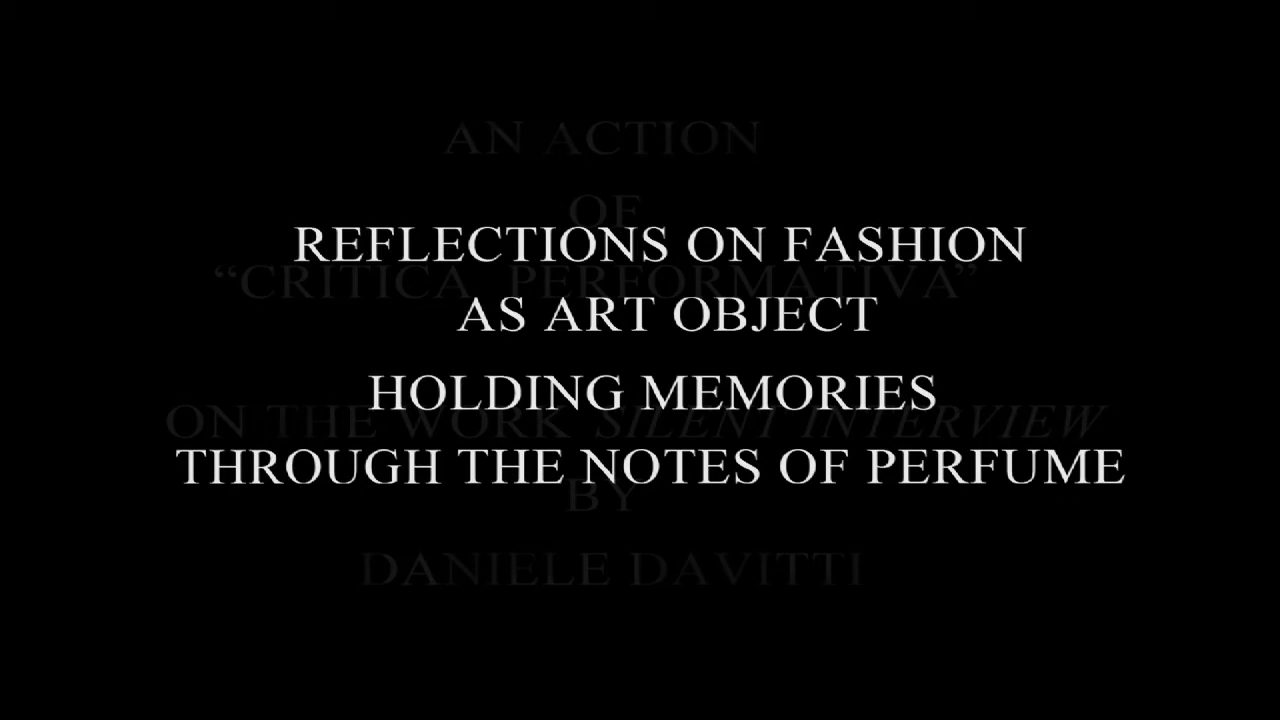 AN ACTION
OF
REFLECTIONS ON FASHION
“CRITICA PERFORMATIVA”
AS ART OBJECT
HOLDING MEMORIES
ON THE WORK SILENT INTERVIEW
THROUGH THE NOTES OF PERFUME
BY
DANIELE DAVITTI